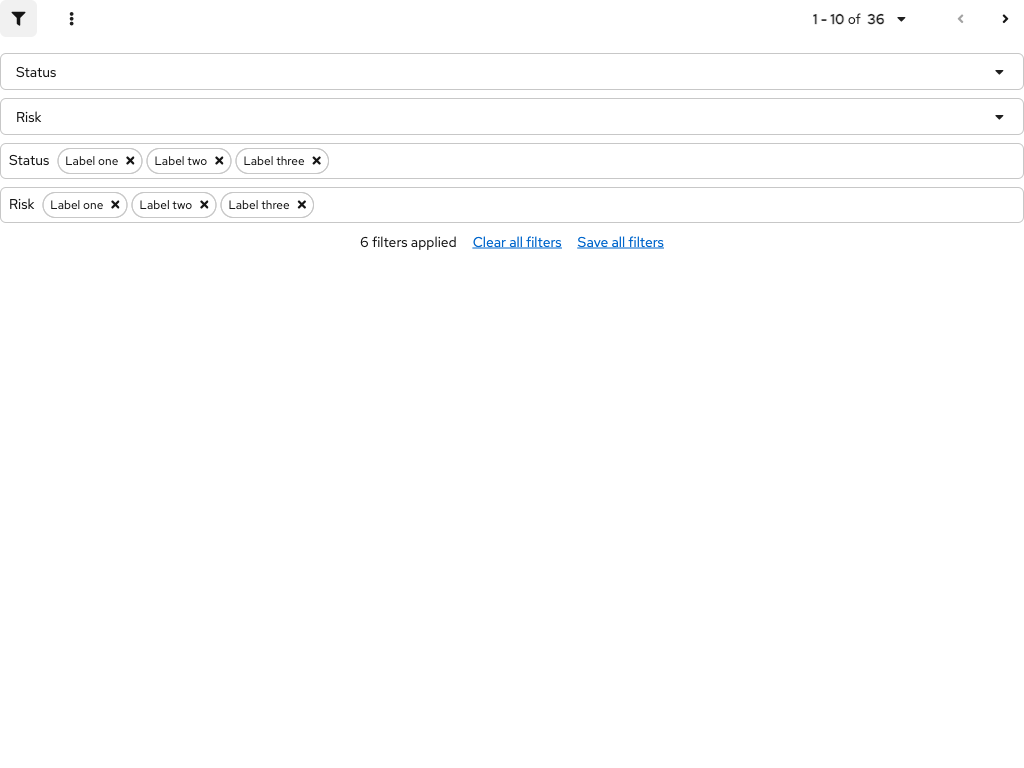 1 - 10 of 36
Status
Risk
Status Label one Label two Label three
Risk Label one Label two Label three
6 filters applied Clear all filters Save all filters